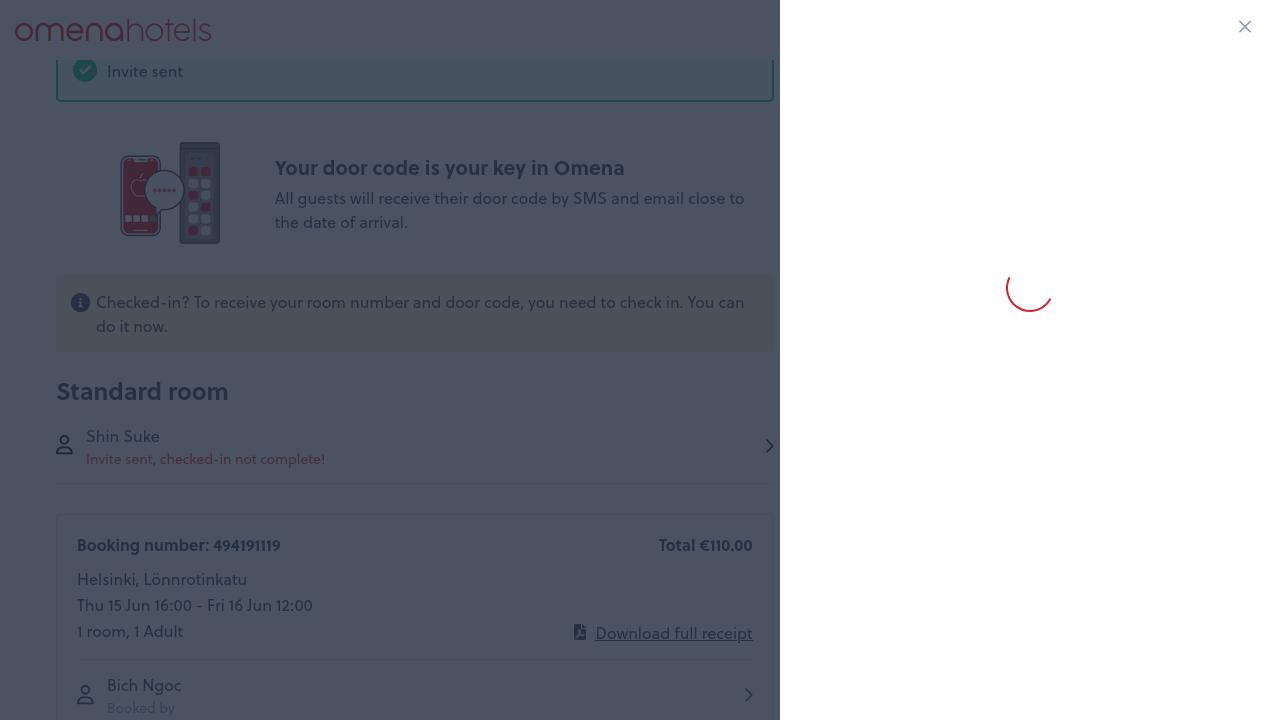 omenahotels
Invite sent
Your door code is your key in Omena
All guests will receive their door code by SMS and email close to
the date of arrival.
Checked-in? To receive your room number and door code, you need to check in. You can
do it now.
Standard room
Shin Suke
Invite sent, checked-in not complete!
Booking number: 494191119
Total €110.00
Helsinki, Lönnrotinkatu
Thu 15 Jun 16:00 - Fri 16 Jun 12:00
1 room, 1 Adult
Download full receipt
Bich Ngoc
Booked by